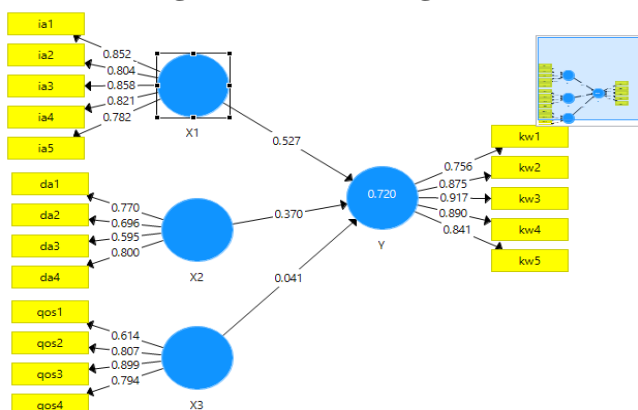 ia1
ia2
ia3
ia4
ia5
0.852
0.804
0.858
0.821
0.782
X1
0.527
da1
da2
da3
da4
0.770
0.696
0.595
0.800
X2
0.370
qos1
qos2
qos3
qos4
0.614
0.807
0.899
0.794
X3
0.041
0.720
Y
0.756
0.875
0.917
0.890
0.841
kw1
kw2
kw3
kw4
kw5